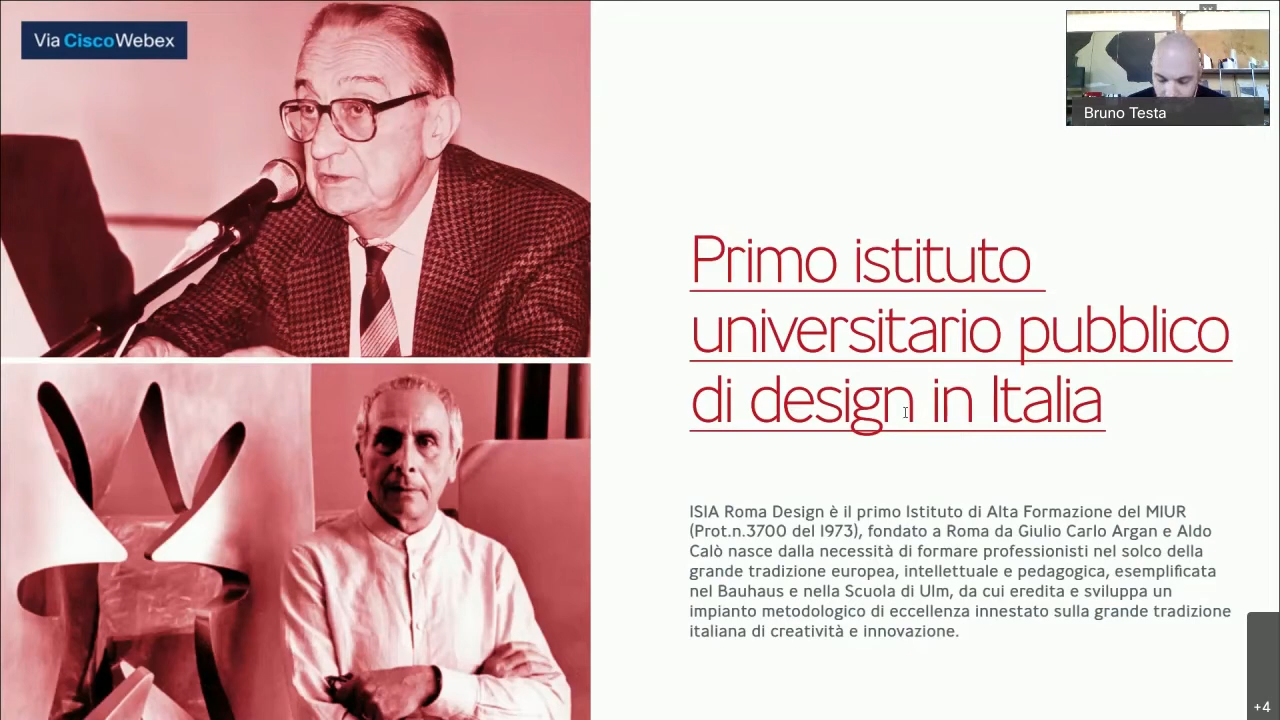 Via Cisco Webex
Bruno Testa
Primo istituto
universitario pubblico
di design in Italia
ISIA Roma Design è il primo Istituto di Alta Formazione del MIUR
(Prot.n.3700 del 1973), fondato a Roma da Giulio Carlo Argan e Aldo
Calò nasce dalla necessità di formare professionisti nel solco della
grande tradizione europea, intellettuale e pedagogica, esemplificata
nel Bauhaus e nella Scuola di Ulm, da cui eredita e sviluppa un
impianto metodologico di eccellenza innestato sulla grande tradizione
italiana di creatività e innovazione.
+4